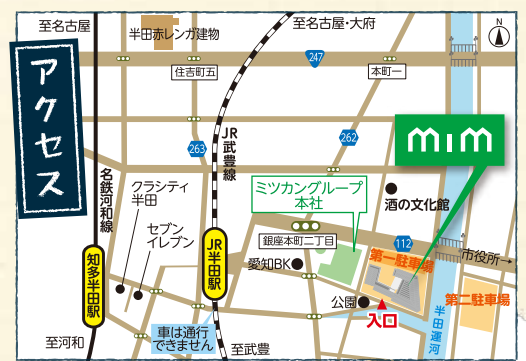 至名古屋
半田赤レンガ建物
至名古屋・大府
N
アクセス
住吉町五
247
本町一
263
JR武豊線
262
mim
名鉄河和線
クラシティ
半田
ミツカングループ
本社
酒の文化館
セブン
イレブン
JR半田駅
銀座本町二丁目
112
市役所→
知多半田駅
愛知BK
第一駐車場
公園
入口
第二駐車場
半田運河
車は通行
できません
至河和
至武豊